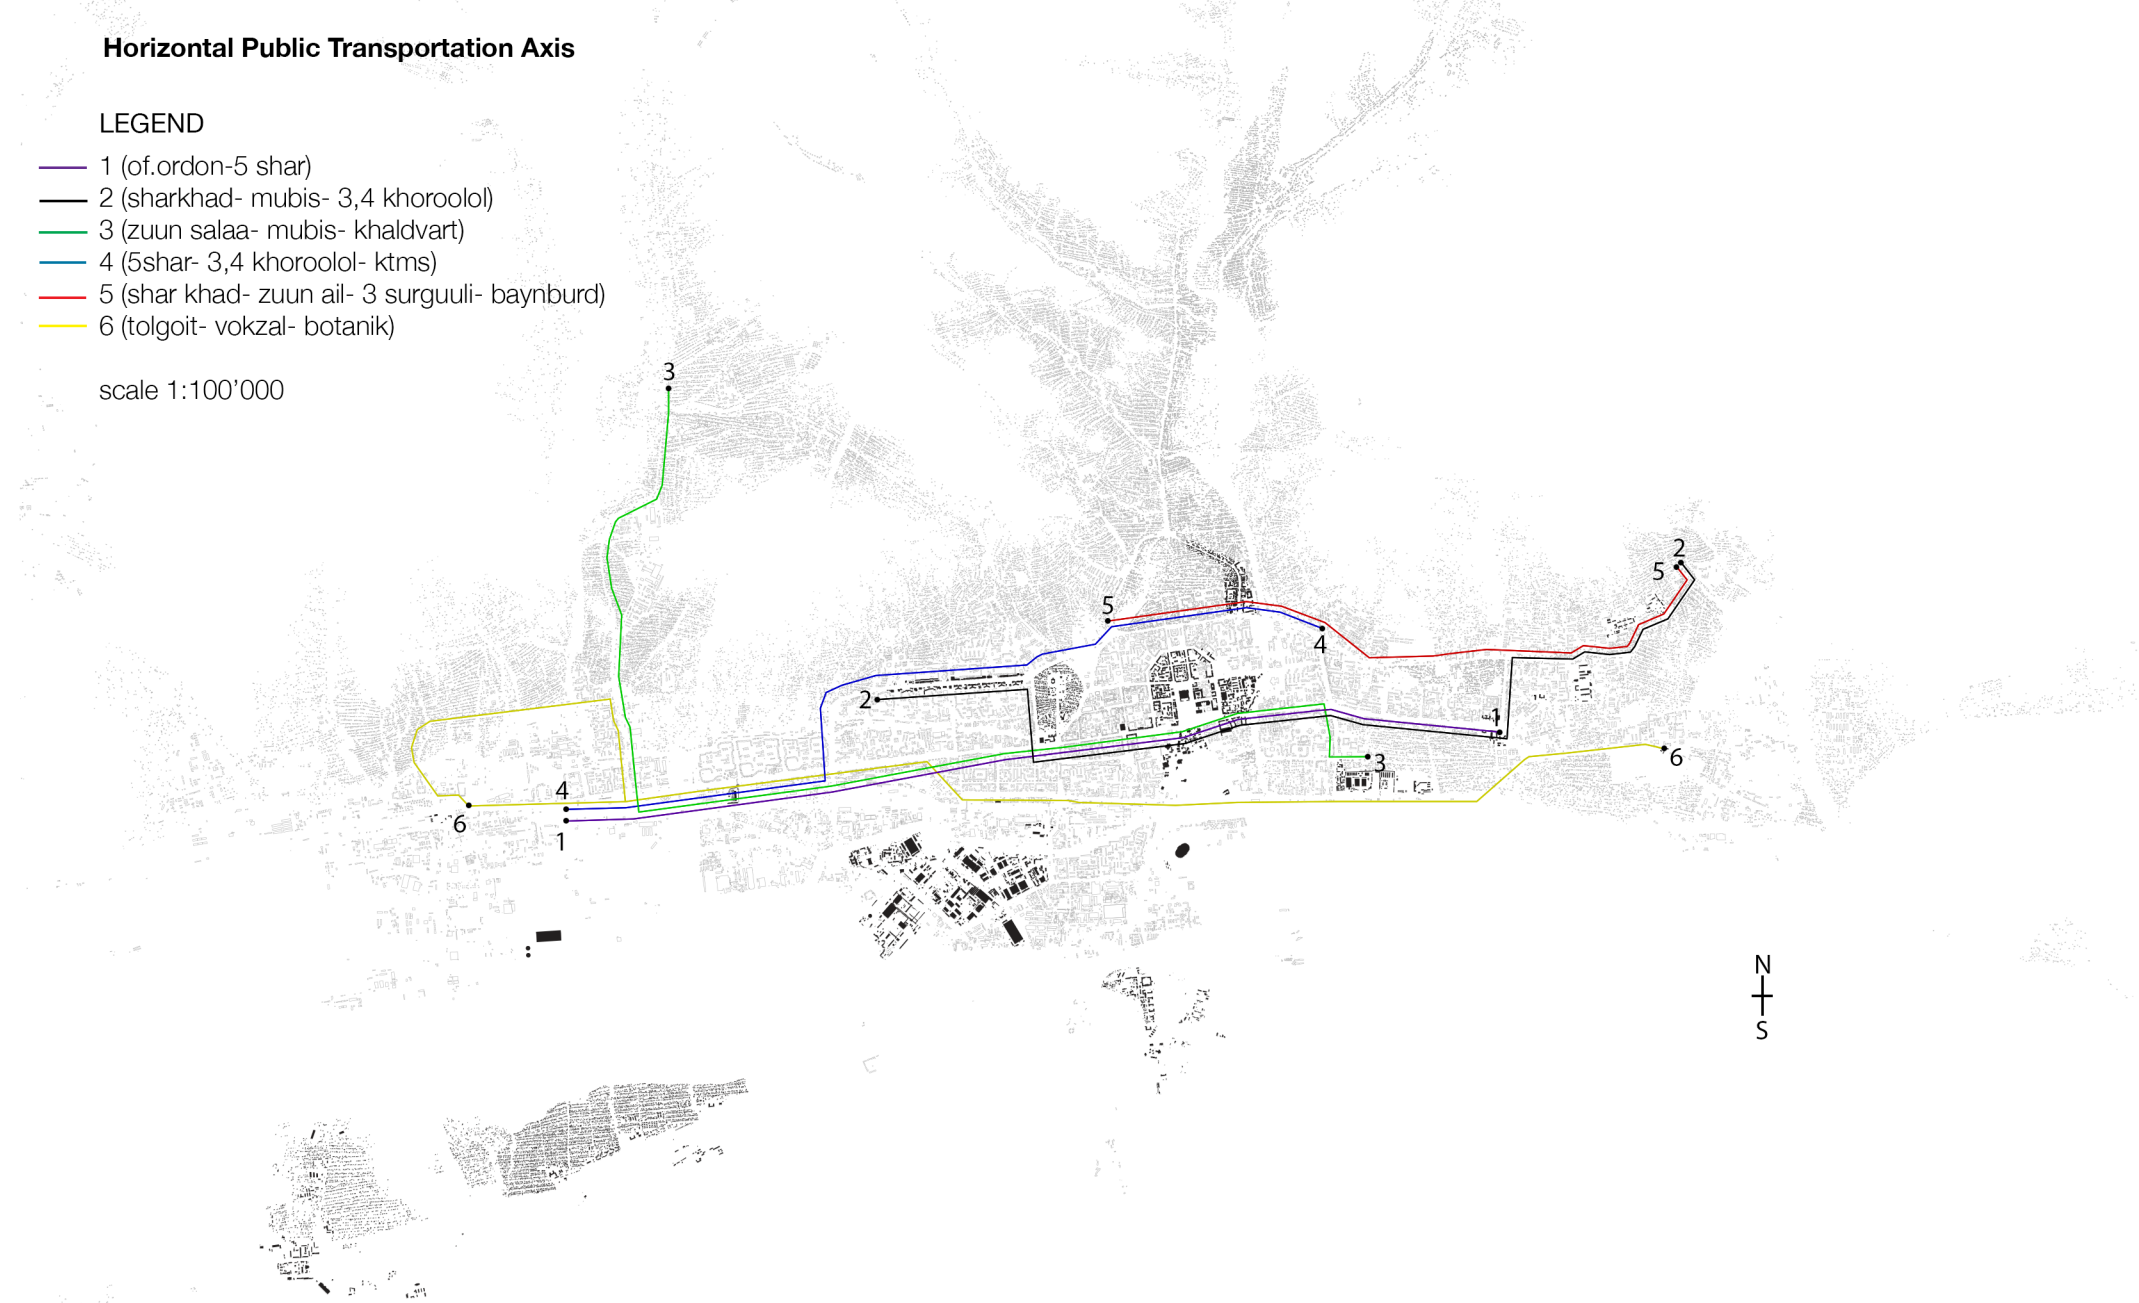 Horizontal Public Transportation Axis
LEGEND
1 (of.ordon-5 shar)
2 (sharkhad- mubis- 3,4 khoroolol)
3 (zuun salaa- mubis- khaldvart)
4 (5shar- 3,4 khoroolol- ktms)
5 (shar khad- zuun ail- 3 surguuli- baynburd)
6 (tolgoit- vokzal- botanik)
scale 1:100’000
3
2
5
5
4
2
1
6
3
4
6
1
N
S